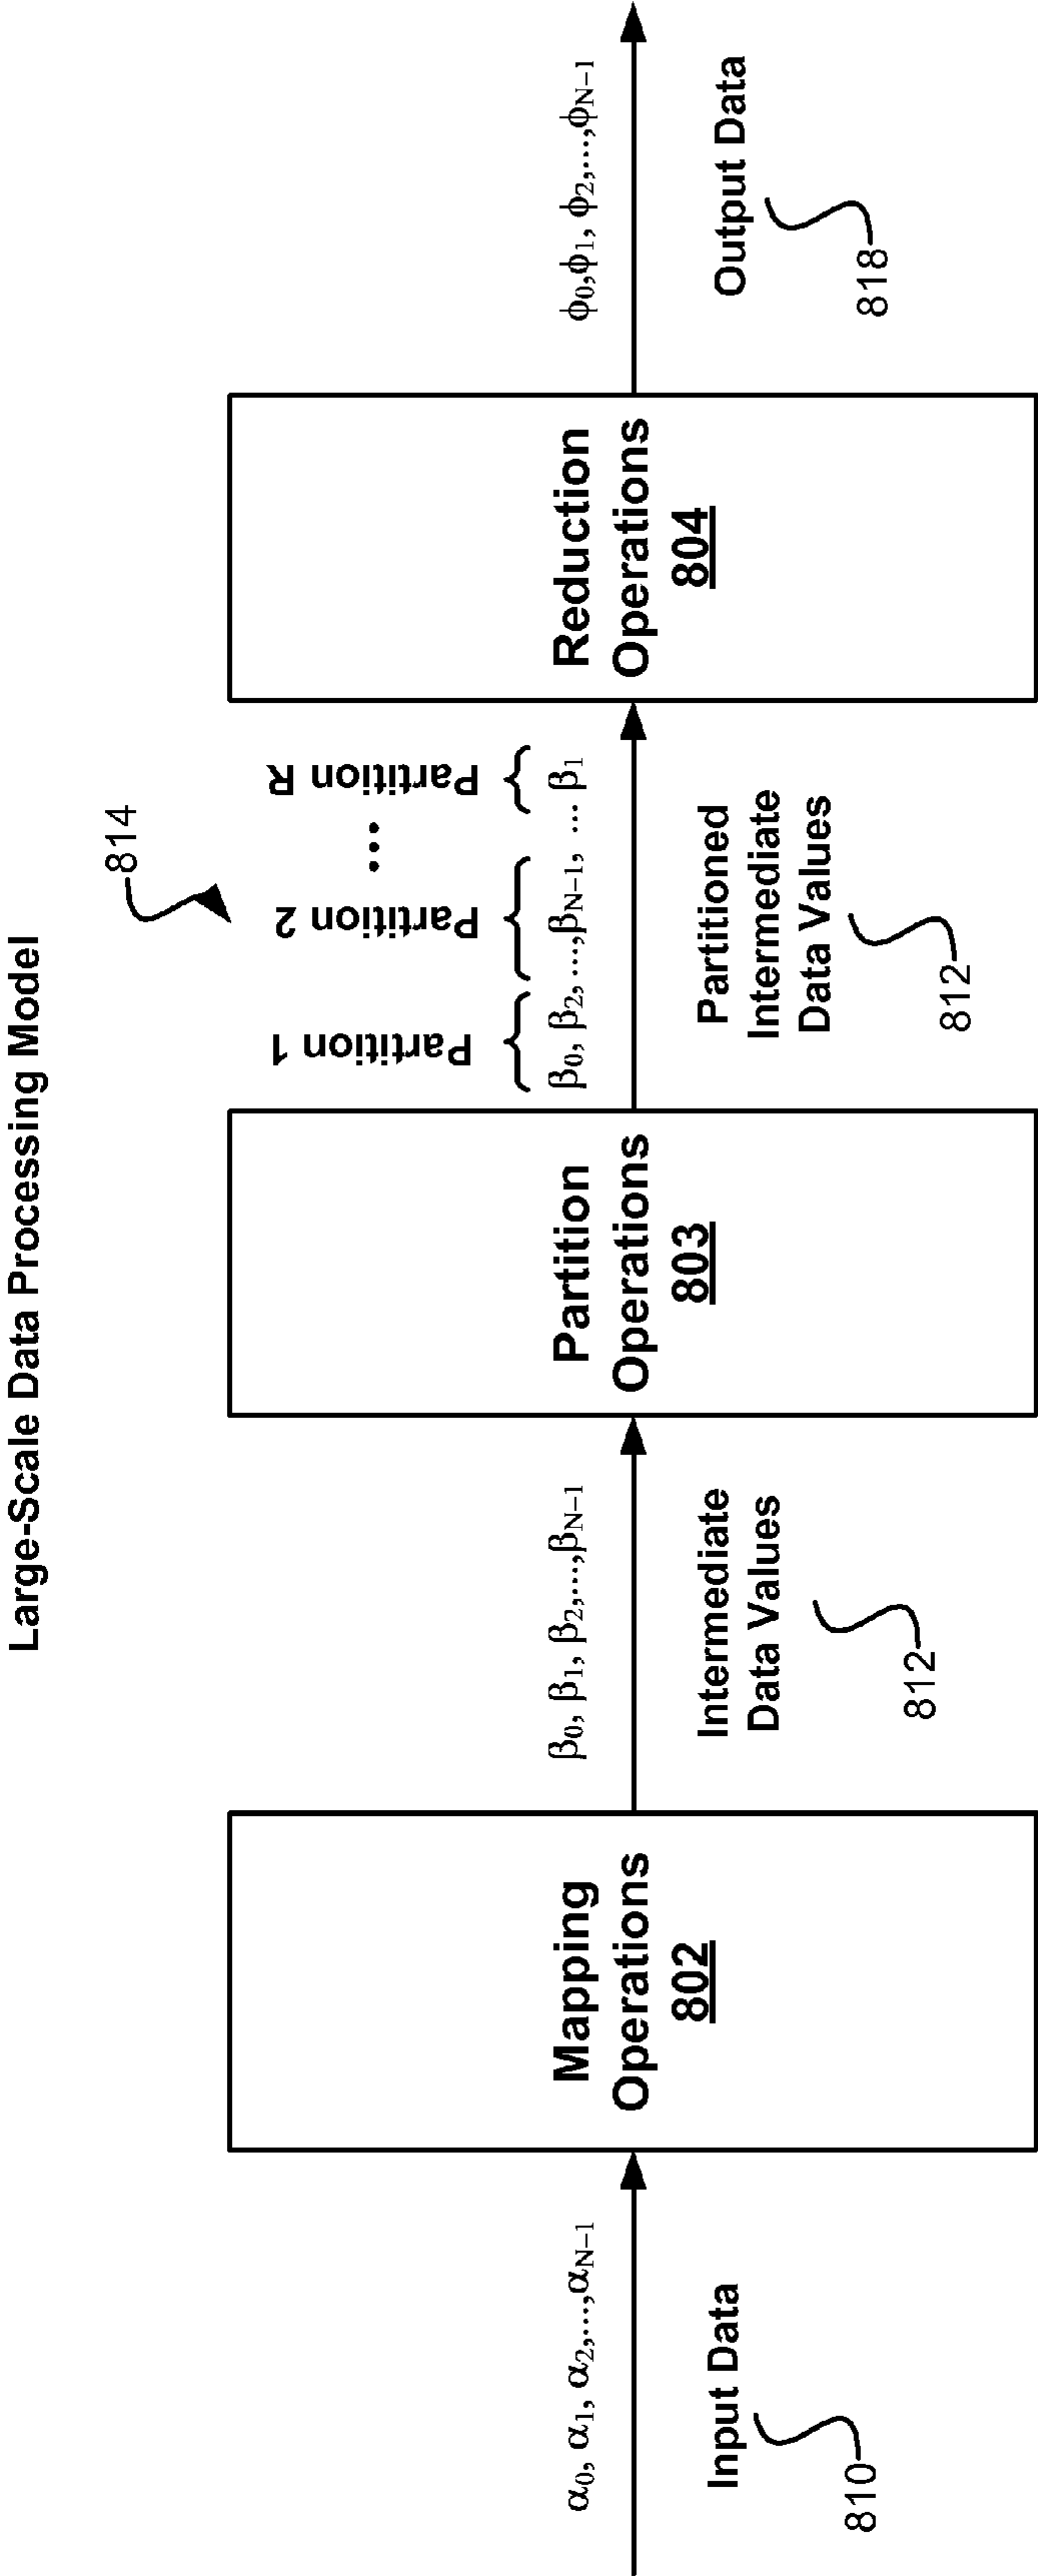 Large-Scale Data Processing Model
814
Partition 1
Partition 2
...
Partition R
α0, α1, α2,...,αN−1
Mapping
Operations
802
β0, β1, β2,...,βN−1
Partition
Operations
803
β0, β2,...,βN−1, ... β1
Reduction
Operations
804
ϕ0,ϕ1, ϕ2,...,ϕN−1
Input Data
810
Intermediate
Data Values
812
Partitioned
Intermediate
Data Values
812
Output Data
818